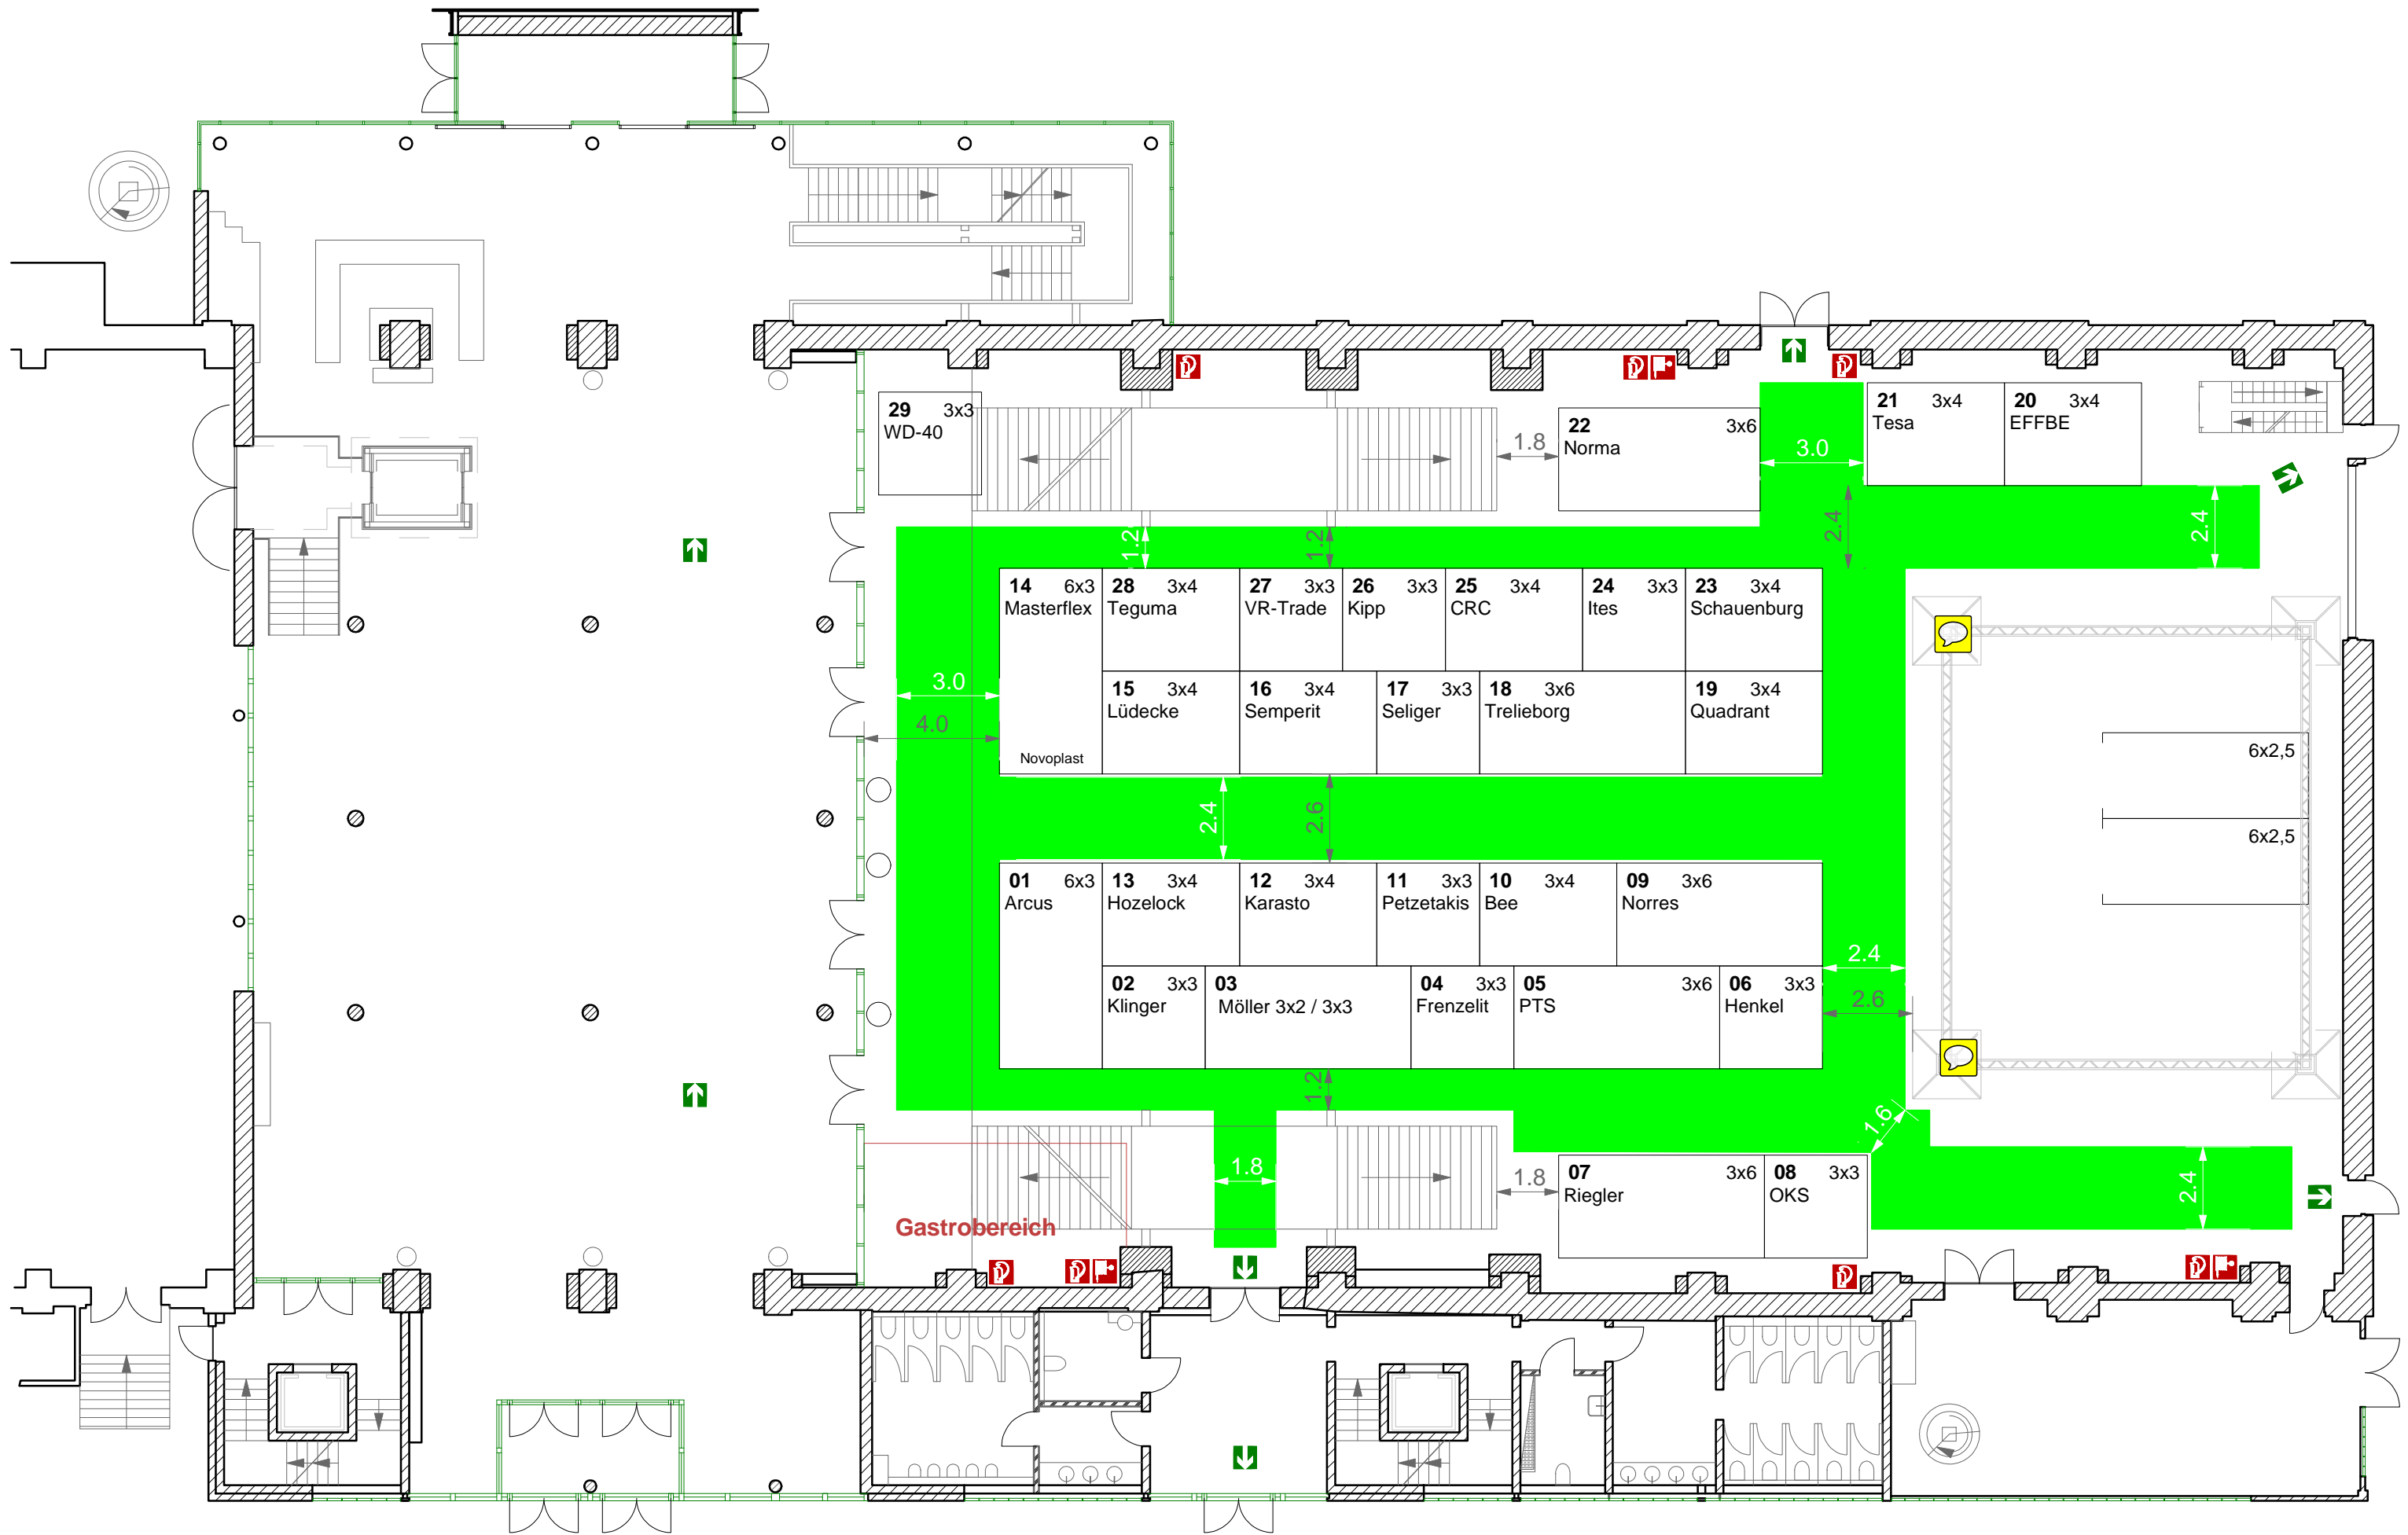 29 3x3
WD-40
1.8
22 3x6
Norma
3.0
21 3x4
Tesa
20 3x4
EFFBE
1.2
1.2
2.4
2.4
14 6x3
Masterflex
Novoplast
28 3x4
Teguma
27 3x3
VR-Trade
26 3x3
Kipp
25 3x4
CRC
24 3x3
Ites
23 3x4
Schauenburg
3.0
4.0
15 3x4
Lüdecke
16 3x4
Semperit
17 3x3
Seliger
18 3x6
Trelieborg
19 3x4
Quadrant
6x2,5
6x2,5
2.4
2.6
01 6x3
Arcus
13 3x4
Hozelock
12 3x4
Karasto
11 3x3
Petzetakis
10 3x4
Bee
09 3x6
Norres
2.4
2.6
02 3x3
Klinger
03
Möller 3x2 / 3x3
04 3x3
Frenzelit
05 3x6
PTS
06 3x3
Henkel
1.2
1.6
1.8
1.8
07 3x6
Riegler
08 3x3
OKS
2.4
Gastrobereich